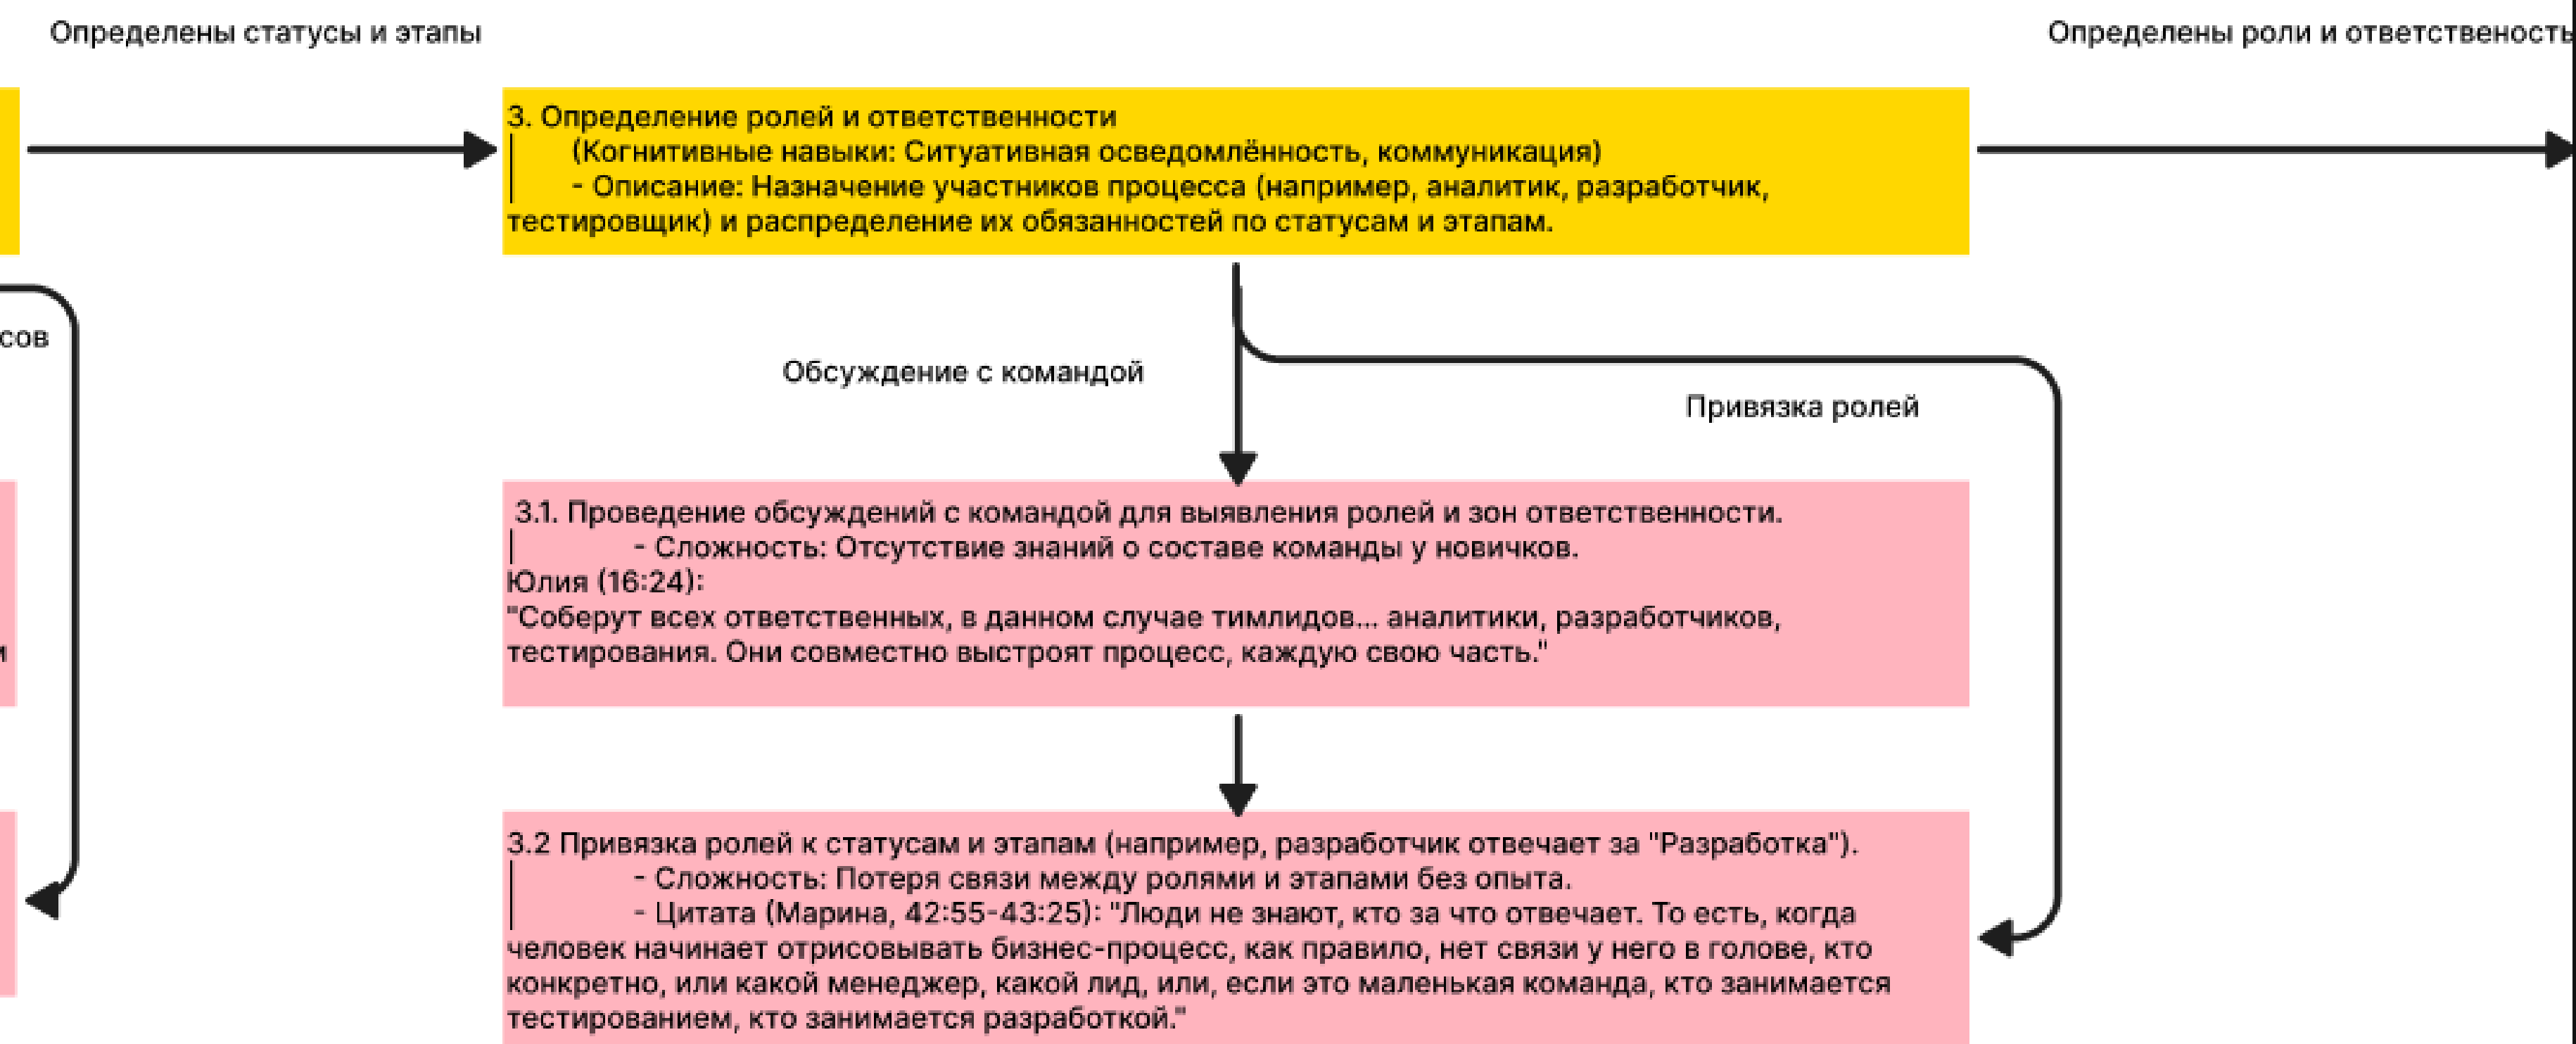 Определены статусы и этапы
Определены роли и ответственость
3. Определение ролей и ответственности
(Когнитивные навыки: Ситуативная осведомлённость, коммуникация)
- Описание: Назначение участников процесса (например, аналитик, разработчик,
тестировщик) и распределение их обязанностей по статусам и этапам.
сов
Обсуждение с командой
Привязка ролей
3.1. Проведение обсуждений с командой для выявления ролей и зон ответственности.
- Сложность: Отсутствие знаний о составе команды у новичков.
Юлия (16:24):
"Соберут всех ответственных, в данном случае тимлидов... аналитики, разработчиков,
тестирования. Они совместно выстроят процесс, каждую свою часть."
3.2 Привязка ролей к статусам и этапам (например, разработчик отвечает за "Разработка").
- Сложность: Потеря связи между ролями и этапами без опыта.
- Цитата (Марина, 42:55-43:25): "Люди не знают, кто за что отвечает. То есть, когда
человек начинает отрисовывать бизнес-процесс, как правило, нет связи у него в голове, кто
конкретно, или какой менеджер, какой лид, или, если это маленькая команда, кто занимается
тестированием, кто занимается разработкой."